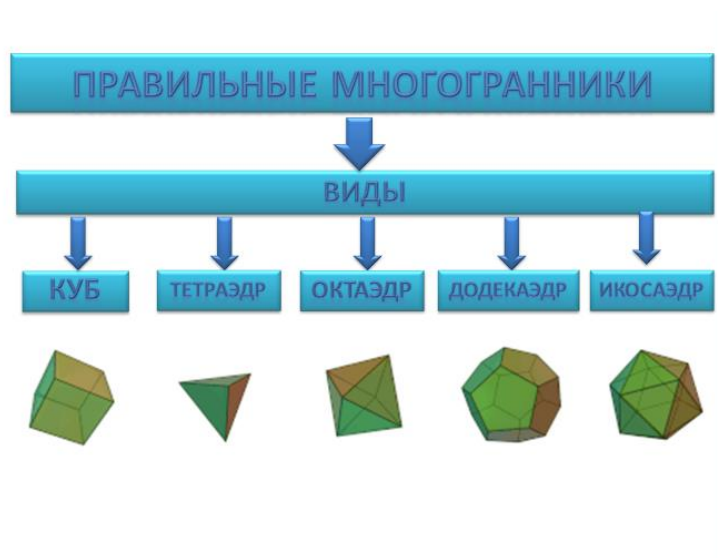 ПРАВИЛЬНЫЕ МНОГОГРАННИКИ
ВИДЫ
КУБ
ТЕТРАЭДР
ОКТАЭДР
ДОДЕКАЭДР
ИКОСАЭДР